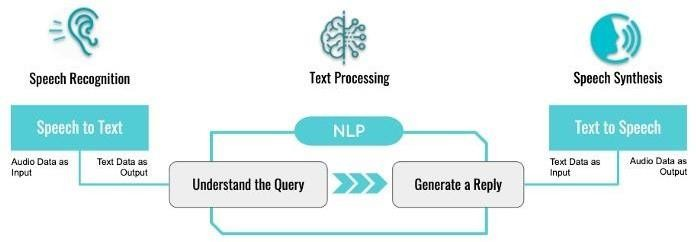 Speech Recognition
Text Processing
Speech Synthesis
Speech to Text
NLP
Text to Speech
Audio Data as
Input
Text Data as
Output
Understand the Query
Generate a Reply
Text Data as
Input
Audio Data as
Output